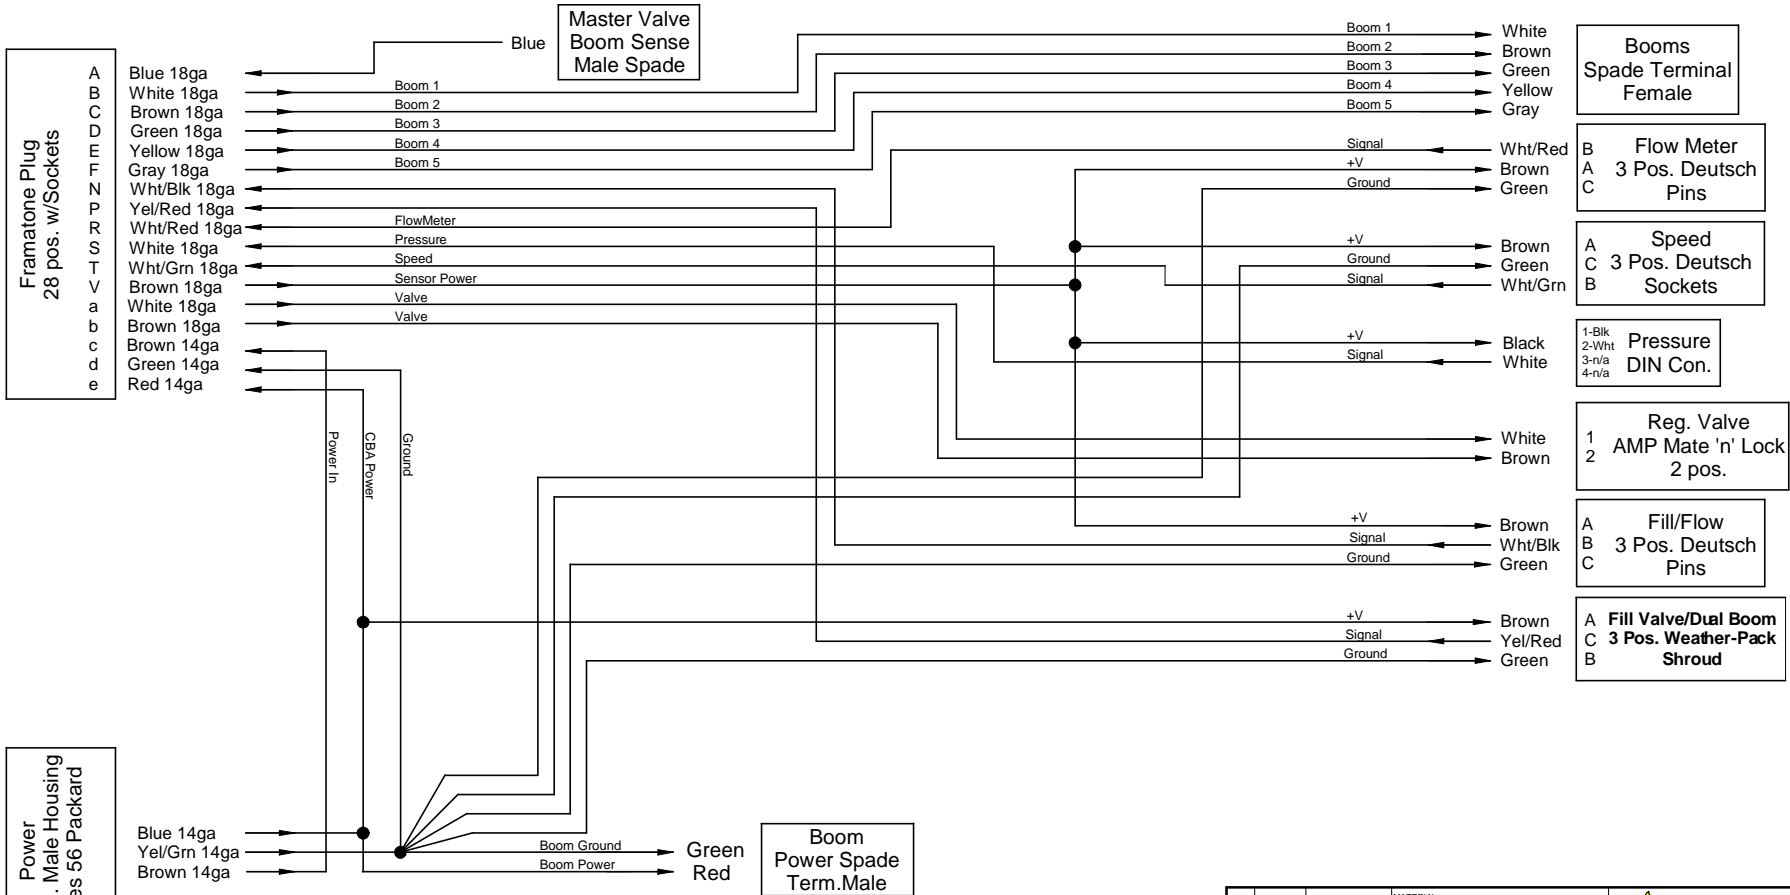 Framatone Plug
28 pos. w/Sockets
A Blue 18ga
B White 18ga
C Brown 18ga
D Green 18ga
E Yellow 18ga
F Gray 18ga
N Wht/Blk 18ga
P Yel/Red 18ga
R Wht/Red 18ga
S White 18ga
T Wht/Grn 18ga
V Brown 18ga
a White 18ga
b Brown 18ga
c Brown 14ga
d Green 14ga
e Red 14ga
Blue
Master Valve
Boom Sense
Male Spade
Boom 1
Boom 2
Boom 3
Boom 4
Boom 5
FlowMeter
Pressure
Speed
Sensor Power
Valve
Valve
Power In
CBA Power
Ground
Boom 1 White
Boom 2 Brown
Boom 3 Green
Boom 4 Yellow
Boom 5 Gray
Booms
Spade Terminal
Female
Signal Wht/Red B
+V Brown A
Ground Green C
Flow Meter
3 Pos. Deutsch
Pins
+V Brown A
Ground Green C
Signal Wht/Grn B
Speed
3 Pos. Deutsch
Sockets
+V Black
Signal White
1-Blk
2-Wht
3-n/a
4-n/a
Pressure
DIN Con.
White 1
Brown 2
Reg. Valve
AMP Mate 'n' Lock
2 pos.
+V Brown A
Signal Wht/Blk B
Ground Green C
Fill/Flow
3 Pos. Deutsch
Pins
+V Brown A
Signal Yel/Red C
Ground Green B
Fill Valve/Dual Boom
3 Pos. Weather-Pack
Shroud
Power
. Male Housing
es 56 Packard
Blue 14ga
Yel/Grn 14ga
Brown 14ga
Boom Ground Green
Boom Power Red
Boom
Power Spade
Term.Male